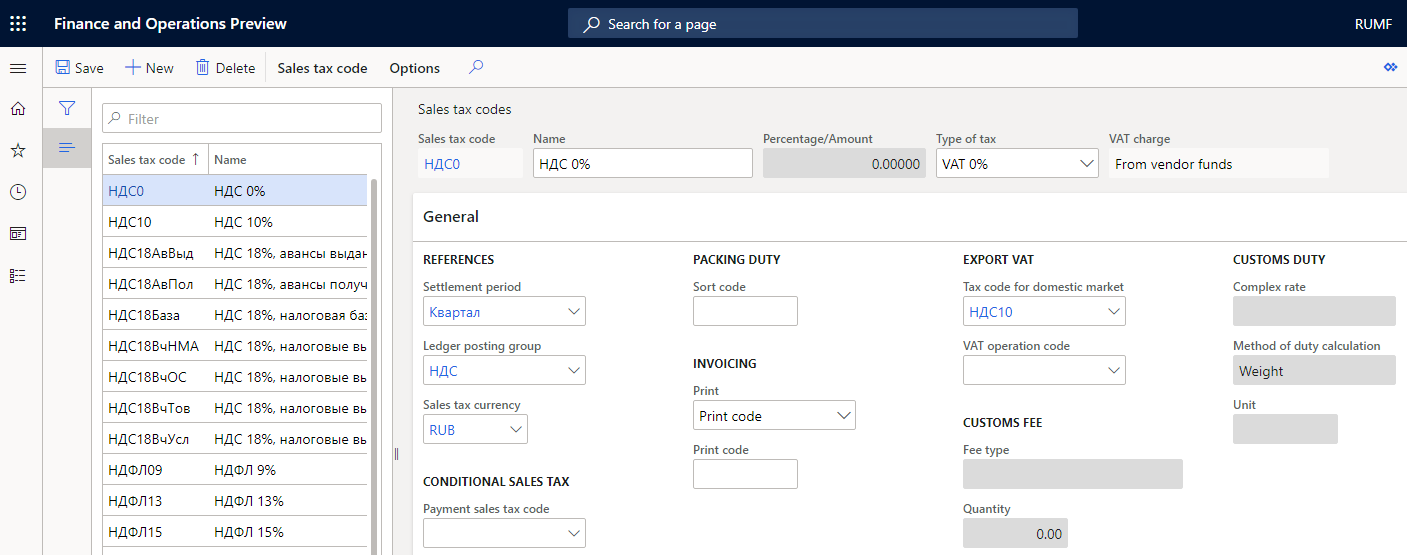 Finance and Operations Preview
Search for a page
RUMF
Save
New
Delete
Sales tax code
Options
Filter
Sales tax code Name
НДС0 НДС 0%
НДС10 НДС 10%
НДС18АвВыд НДС 18%, авансы выдан
НДС18АвПол НДС 18%, авансы получ
НДС18База НДС 18%, налоговая баз
НДС18ВчНМА НДС 18%, налоговые вы
НДС18ВчОС НДС 18%, налоговые вы
НДС18ВчТов НДС 18%, налоговые вы
НДС18ВчУсл НДС 18%, налоговые вы
НДФЛ09 НДФЛ 9%
НДФЛ13 НДФЛ 13%
НДФЛ15 НДФЛ 15%
Sales tax codes
Sales tax code Name Percentage/Amount Type of tax VAT charge
НДС0 НДС 0% 0.00000 VAT 0% From vendor funds
General
REFERENCES
Settlement period
Квартал
Ledger posting group
НДС
Sales tax currency
RUB
CONDITIONAL SALES TAX
Payment sales tax code
PACKING DUTY
Sort code
INVOICING
Print
Print code
Print code
EXPORT VAT
Tax code for domestic market
НДС10
VAT operation code
CUSTOMS FEE
Fee type
Quantity
0.00
CUSTOMS DUTY
Complex rate
Method of duty calculation
Weight
Unit